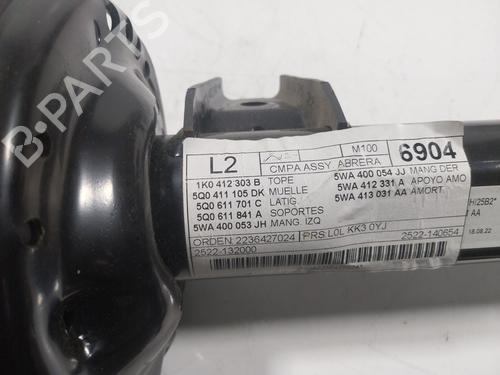 B-Parts
L2
CMPA ASSY. ABRERA
M100
6904
1K0 412 303 B TOPE 5WA 400 054 JJ MANG DER
5Q0 411 105 DK MUELLE 5WA 412 331 A APOYO AMO
5Q0 611 701 C LATIG 5WA 413 031 AA AMORT.
5Q0 611 841 A SOPORTES
5WA 400 053 JH MANG. IZQ
ORDEN: 2236427024 PRS L0L KK3 0YJ 2522-140654
2522-132000
HI25B2*
AA
18.08.22